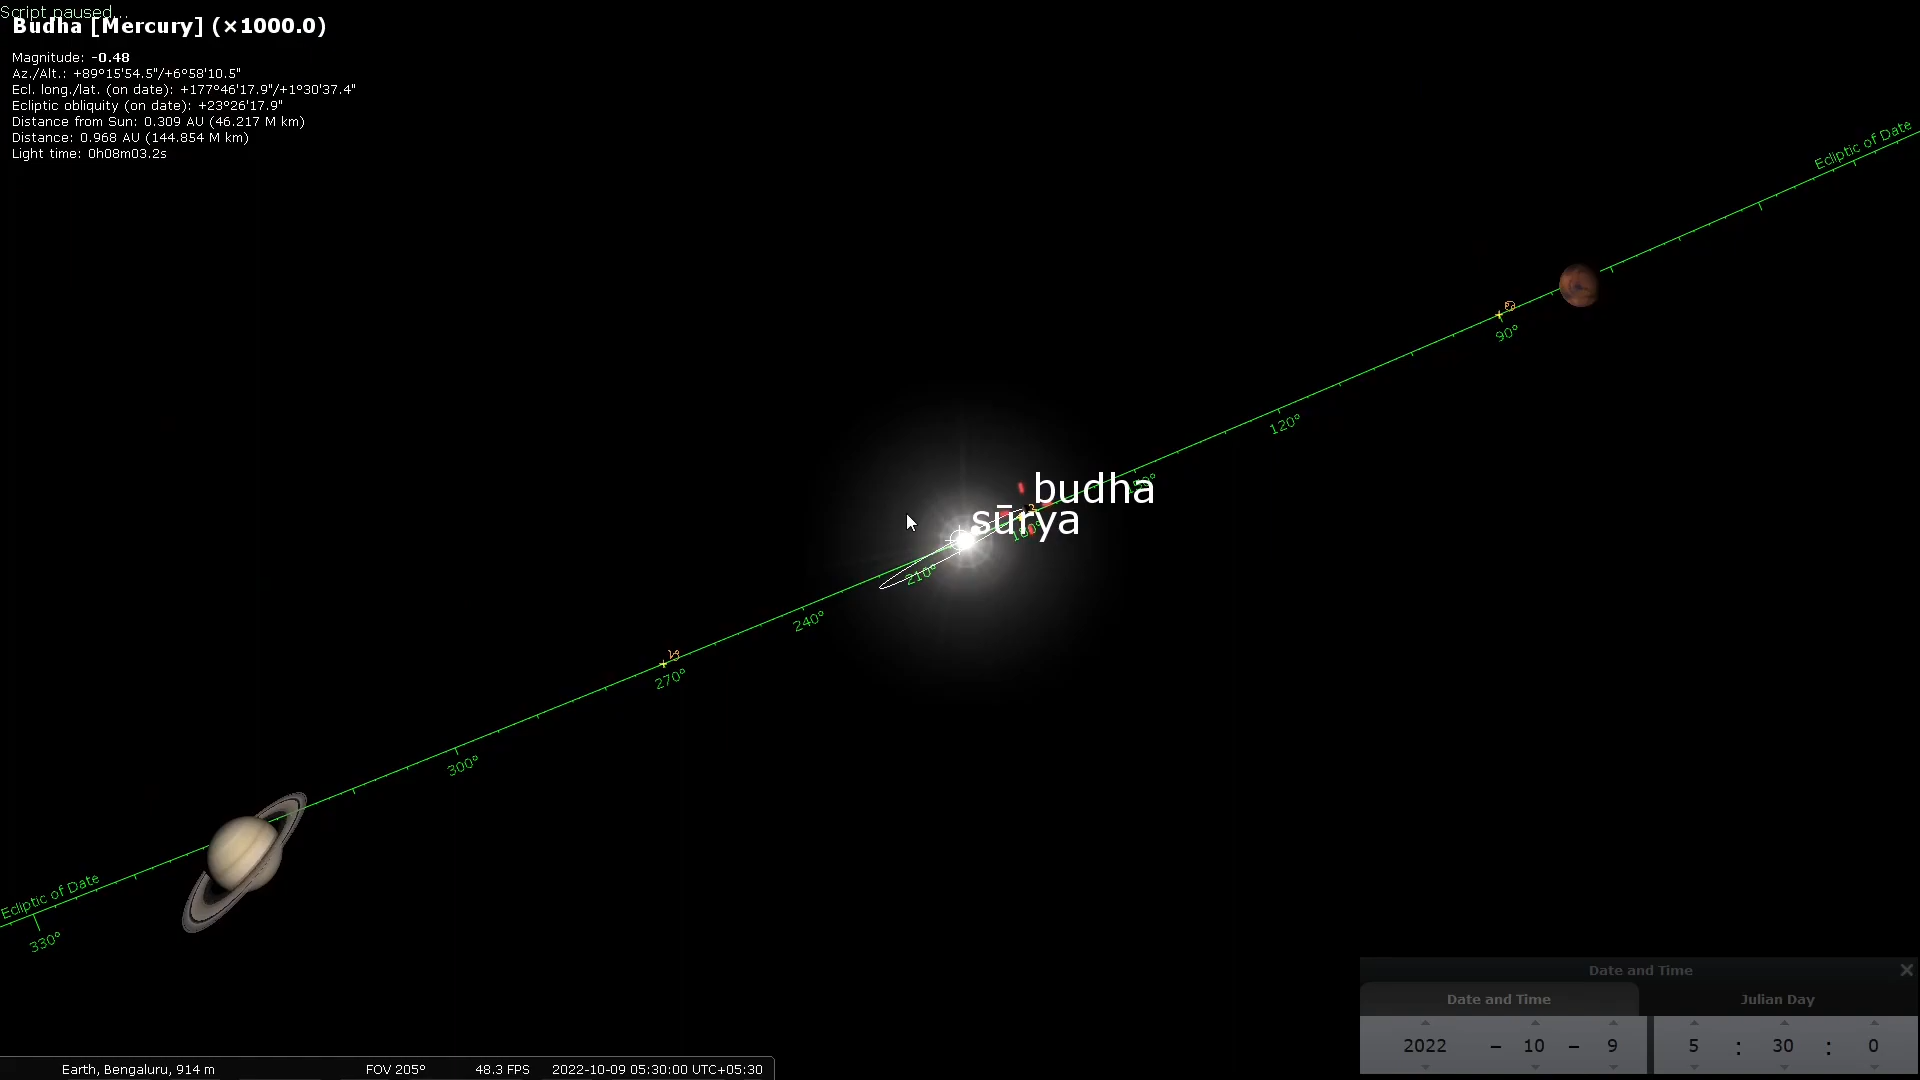 Script paused...
Budha [Mercury] (×1000.0)
Magnitude: -0.48
Az./Alt.: +89°15'54.5"/+6°58'10.5"
Ecl. long./lat. (on date): +177°46'17.9"/+1°30'37.4"
Ecliptic obliquity (on date): +23°26'17.9"
Distance from Sun: 0.309 AU (46.217 M km)
Distance: 0.968 AU (144.854 M km)
Light time: 0h08m03.2s
Ecliptic of Date
90°
120°
budha
sūrya
180°
210°
240°
270°
300°
Ecliptic of Date
330°
Date and Time
Date and Time Julian Day
2022 – 10 – 9 5 : 30 : 0
Earth, Bengaluru, 914 m FOV 205° 48.3 FPS 2022-10-09 05:30:00 UTC+05:30